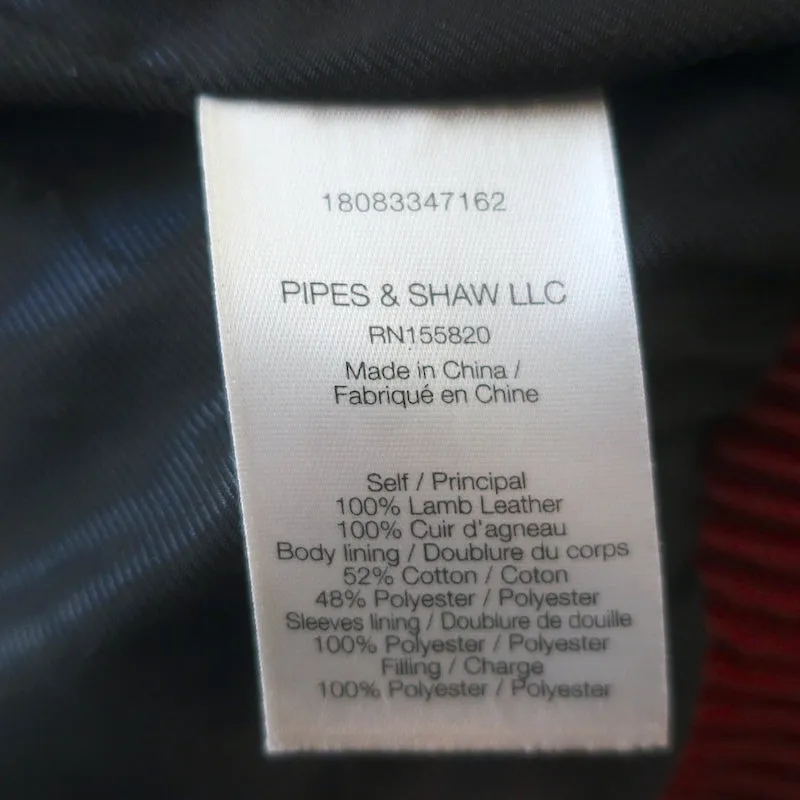 18083347162
PIPES & SHAW LLC
RN155820
Made in China /
Fabriqué en Chine
Self / Principal
100% Lamb Leather
100% Cuir d'agneau
Body lining / Doublure du corps
52% Cotton / Coton
48% Polyester / Polyester
Sleeves lining / Doublure de douille
100% Polyester / Polyester
Filling / Charge
100% Polyester / Polyester